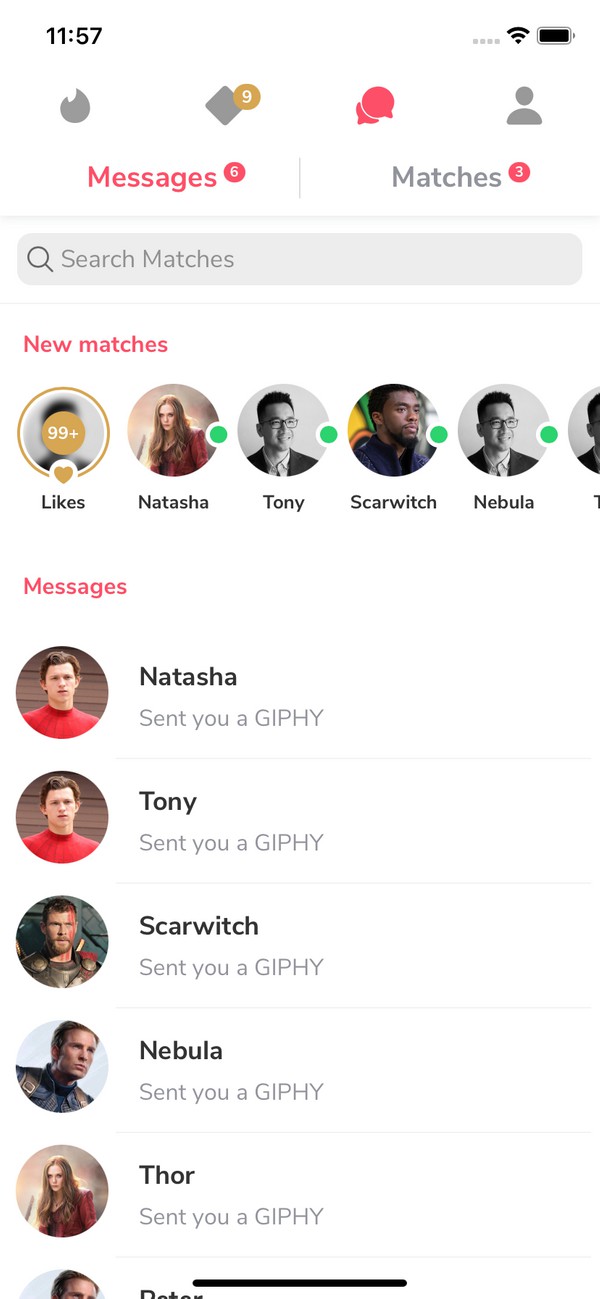 11:57
9
Messages 6
Matches 3
Search Matches
New matches
99+
Likes Natasha Tony Scarwitch Nebula T
Messages
Natasha
Sent you a GIPHY
Tony
Sent you a GIPHY
Scarwitch
Sent you a GIPHY
Nebula
Sent you a GIPHY
Thor
Sent you a GIPHY
Peter